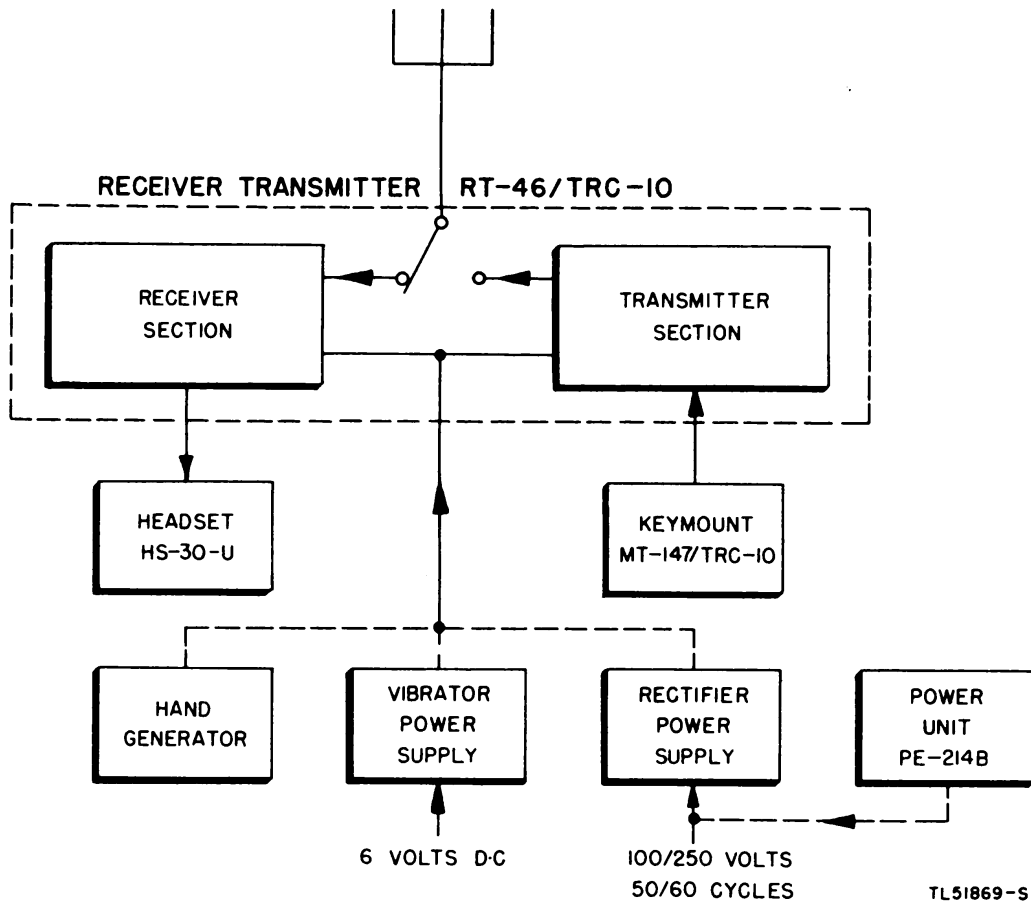 RECEIVER TRANSMITTER RT-46/TRC-10
RECEIVER
SECTION
TRANSMITTER
SECTION
HEADSET
HS-30-U
KEYMOUNT
MT-147/TRC-10
HAND
GENERATOR
VIBRATOR
POWER
SUPPLY
RECTIFIER
POWER
SUPPLY
POWER
UNIT
PE-214B
6 VOLTS D-C
100/250 VOLTS
50/60 CYCLES
TL51869-S